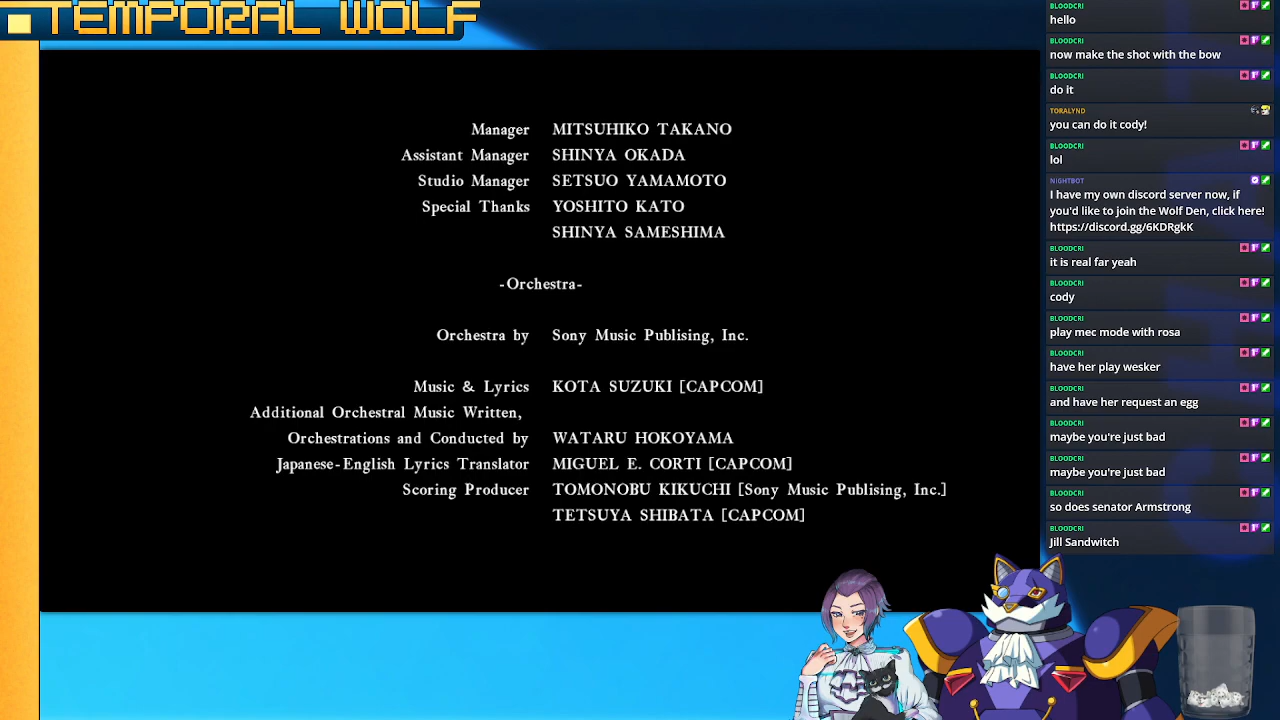 TEMPORAL WOLF
Manager MITSUHIKO TAKANO
Assistant Manager SHINYA OKADA
Studio Manager SETSUO YAMAMOTO
Special Thanks YOSHITO KATO
SHINYA SAMESHIMA
-Orchestra-
Orchestra by Sony Music Publising, Inc.
Music & Lyrics KOTA SUZUKI [CAPCOM]
Additional Orchestral Music Written,
Orchestrations and Conducted by WATARU HOKOYAMA
Japanese-English Lyrics Translator MIGUEL E. CORTI [CAPCOM]
Scoring Producer TOMONOBU KIKUCHI [Sony Music Publising, Inc.]
TETSUYA SHIBATA [CAPCOM]
BLOODCRI
hello
BLOODCRI
now make the shot with the bow
BLOODCRI
do it
TORALYND
you can do it cody!
BLOODCRI
lol
NIGHTBOT
I have my own discord server now, if
you'd like to join the Wolf Den, click here!
https://discord.gg/6KDRgkK
BLOODCRI
it is real far yeah
BLOODCRI
cody
BLOODCRI
play mec mode with rosa
BLOODCRI
have her play wesker
BLOODCRI
and have her request an egg
BLOODCRI
maybe you're just bad
BLOODCRI
maybe you're just bad
BLOODCRI
so does senator Armstrong
BLOODCRI
Jill Sandwitch